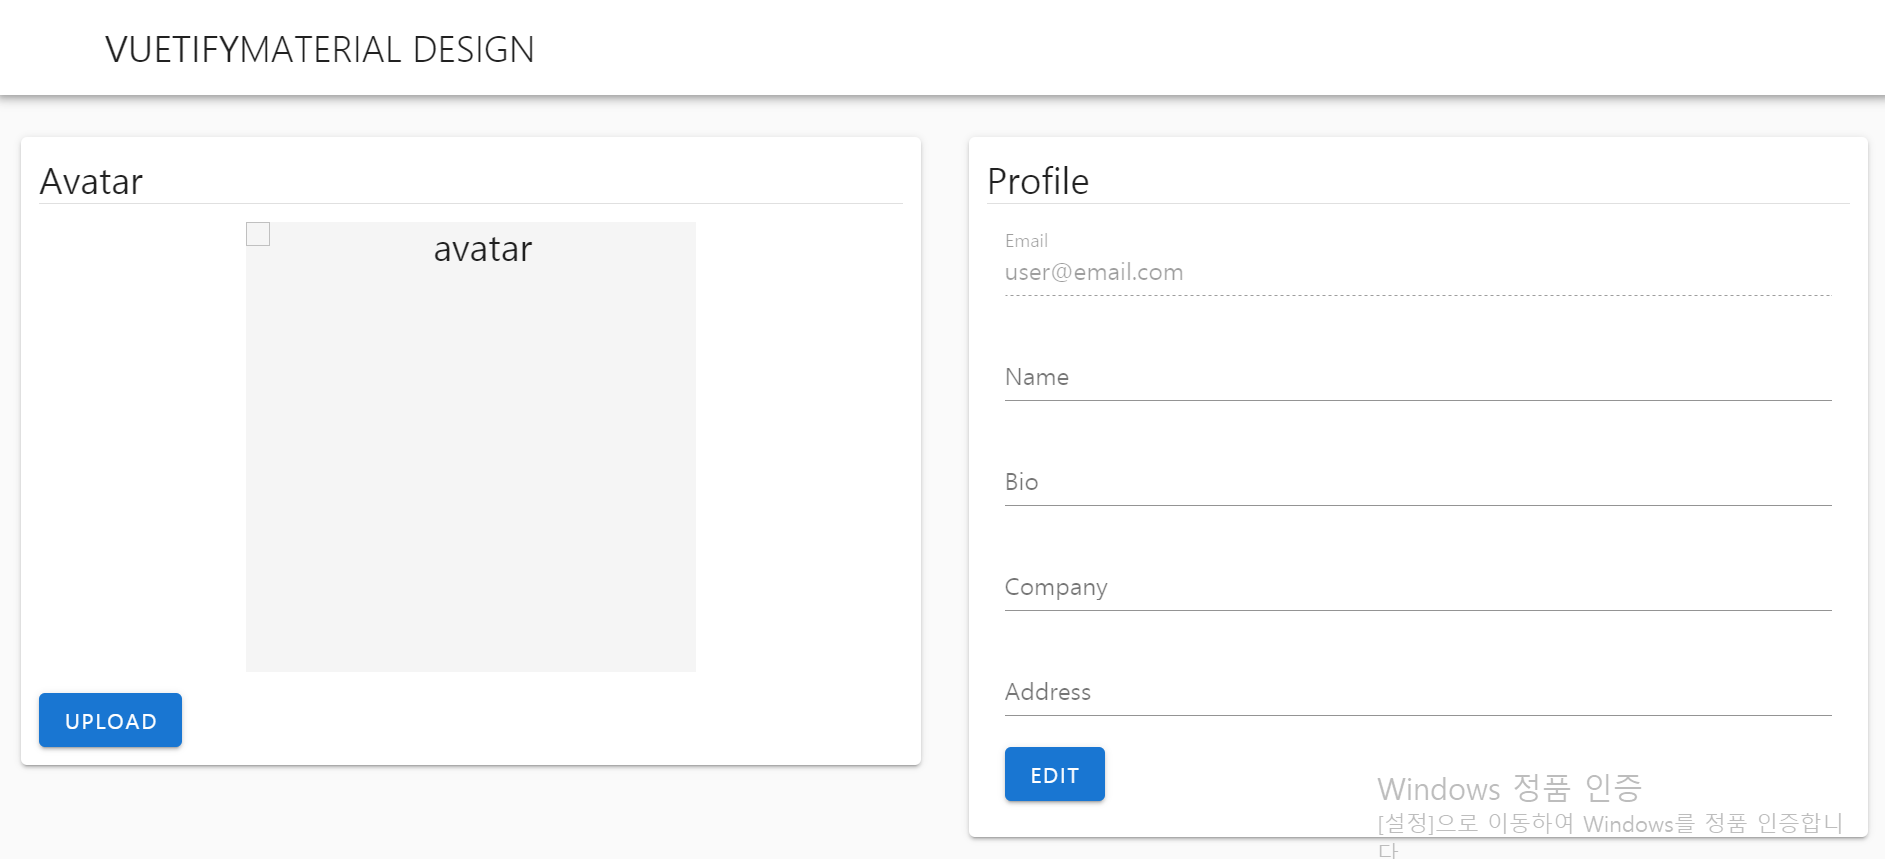 VUETIFYMATERIAL DESIGN
Avatar
avatar
UPLOAD
Profile
Email
user@email.com
Name
Bio
Company
Address
EDIT
Windows 정품 인증
[설정]으로 이동하여 Windows를 정품 인증합니
다